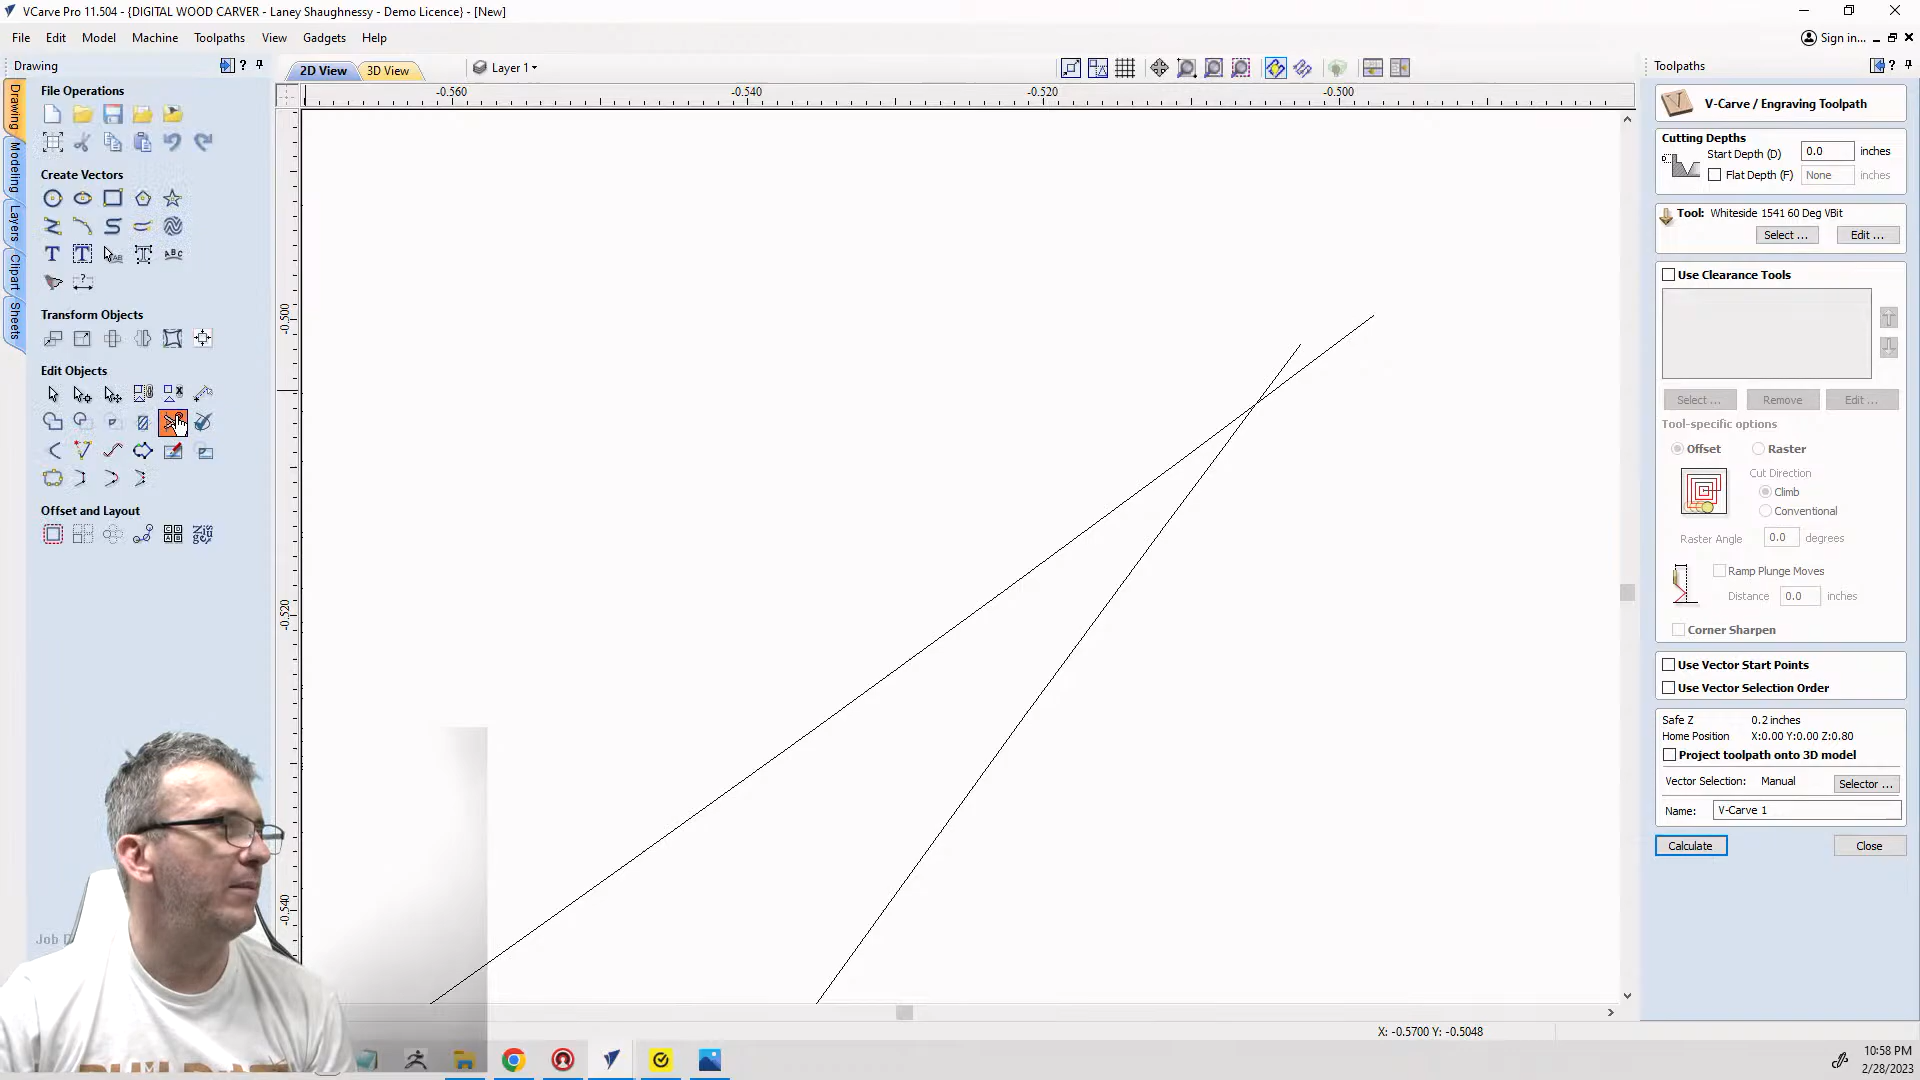 VCarve Pro 11.504 - {DIGITAL WOOD CARVER - Laney Shaughnessy - Demo Licence} - [New]
File Edit Model Machine Toolpaths View Gadgets Help
Sign in...
Drawing
2D View 3D View Layer 1
Toolpaths
Drawing
Modeling
Layers
Clipart
Sheets
File Operations
Create Vectors
Transform Objects
Edit Objects
Offset and Layout
-0.560 -0.540 -0.520 -0.500
-0.500
-0.520
-0.540
V-Carve / Engraving Toolpath
Cutting Depths
Start Depth (D) 0.0 inches
Flat Depth (F) None inches
Tool: Whiteside 1541 60 Deg VBit
Select ... Edit ...
Use Clearance Tools
Select ... Remove Edit ...
Tool-specific options
Offset Raster
Cut Direction
Climb
Conventional
Raster Angle 0.0 degrees
Ramp Plunge Moves
Distance 0.0 inches
Corner Sharpen
Use Vector Start Points
Use Vector Selection Order
Safe Z 0.2 inches
Home Position X:0.00 Y:0.00 Z:0.80
Project toolpath onto 3D model
Vector Selection: Manual Selector ...
Name: V-Carve 1
Calculate Close
X: -0.5700 Y: -0.5048
10:58 PM
2/28/2023